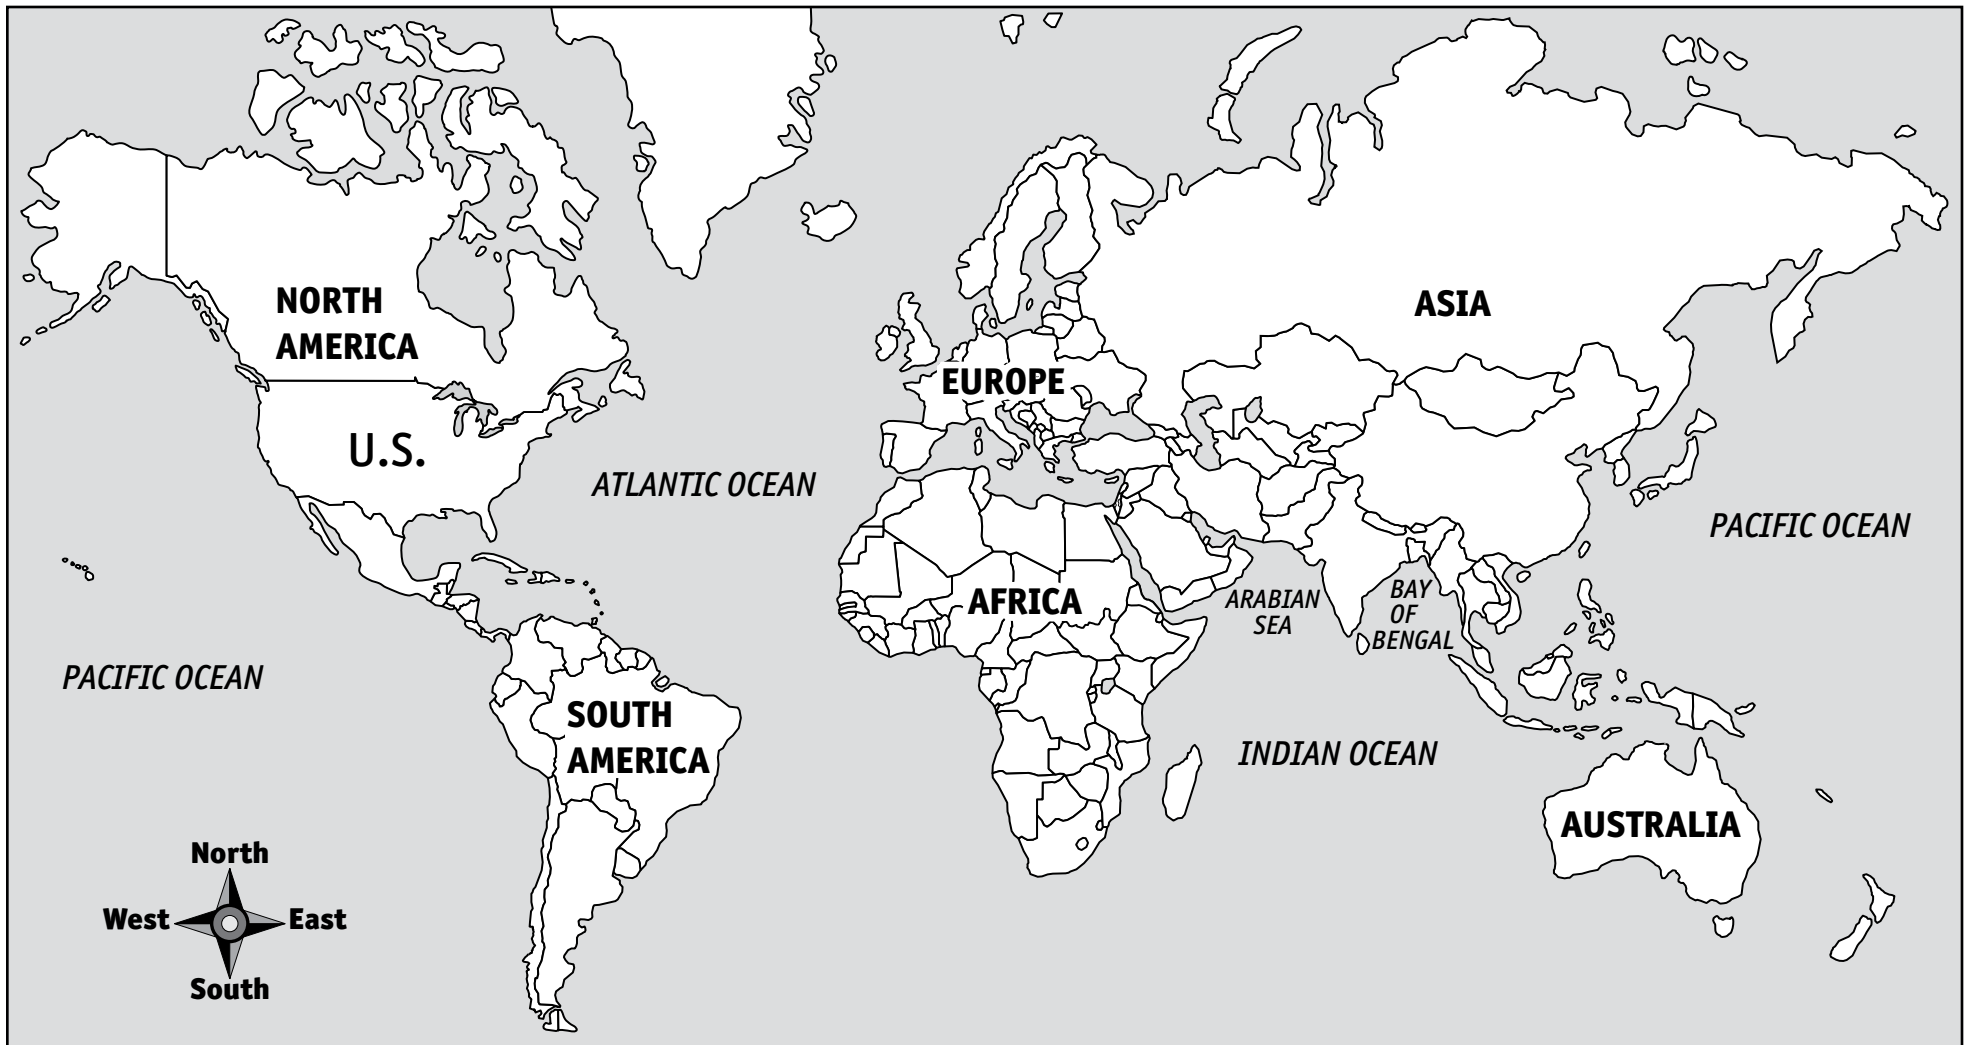 NORTH
AMERICA
ASIA
EUROPE
U.S.
ATLANTIC OCEAN
PACIFIC OCEAN
AFRICA
ARABIAN
SEA
BAY
OF
BENGAL
PACIFIC OCEAN
SOUTH
AMERICA
INDIAN OCEAN
AUSTRALIA
North
West
East
South